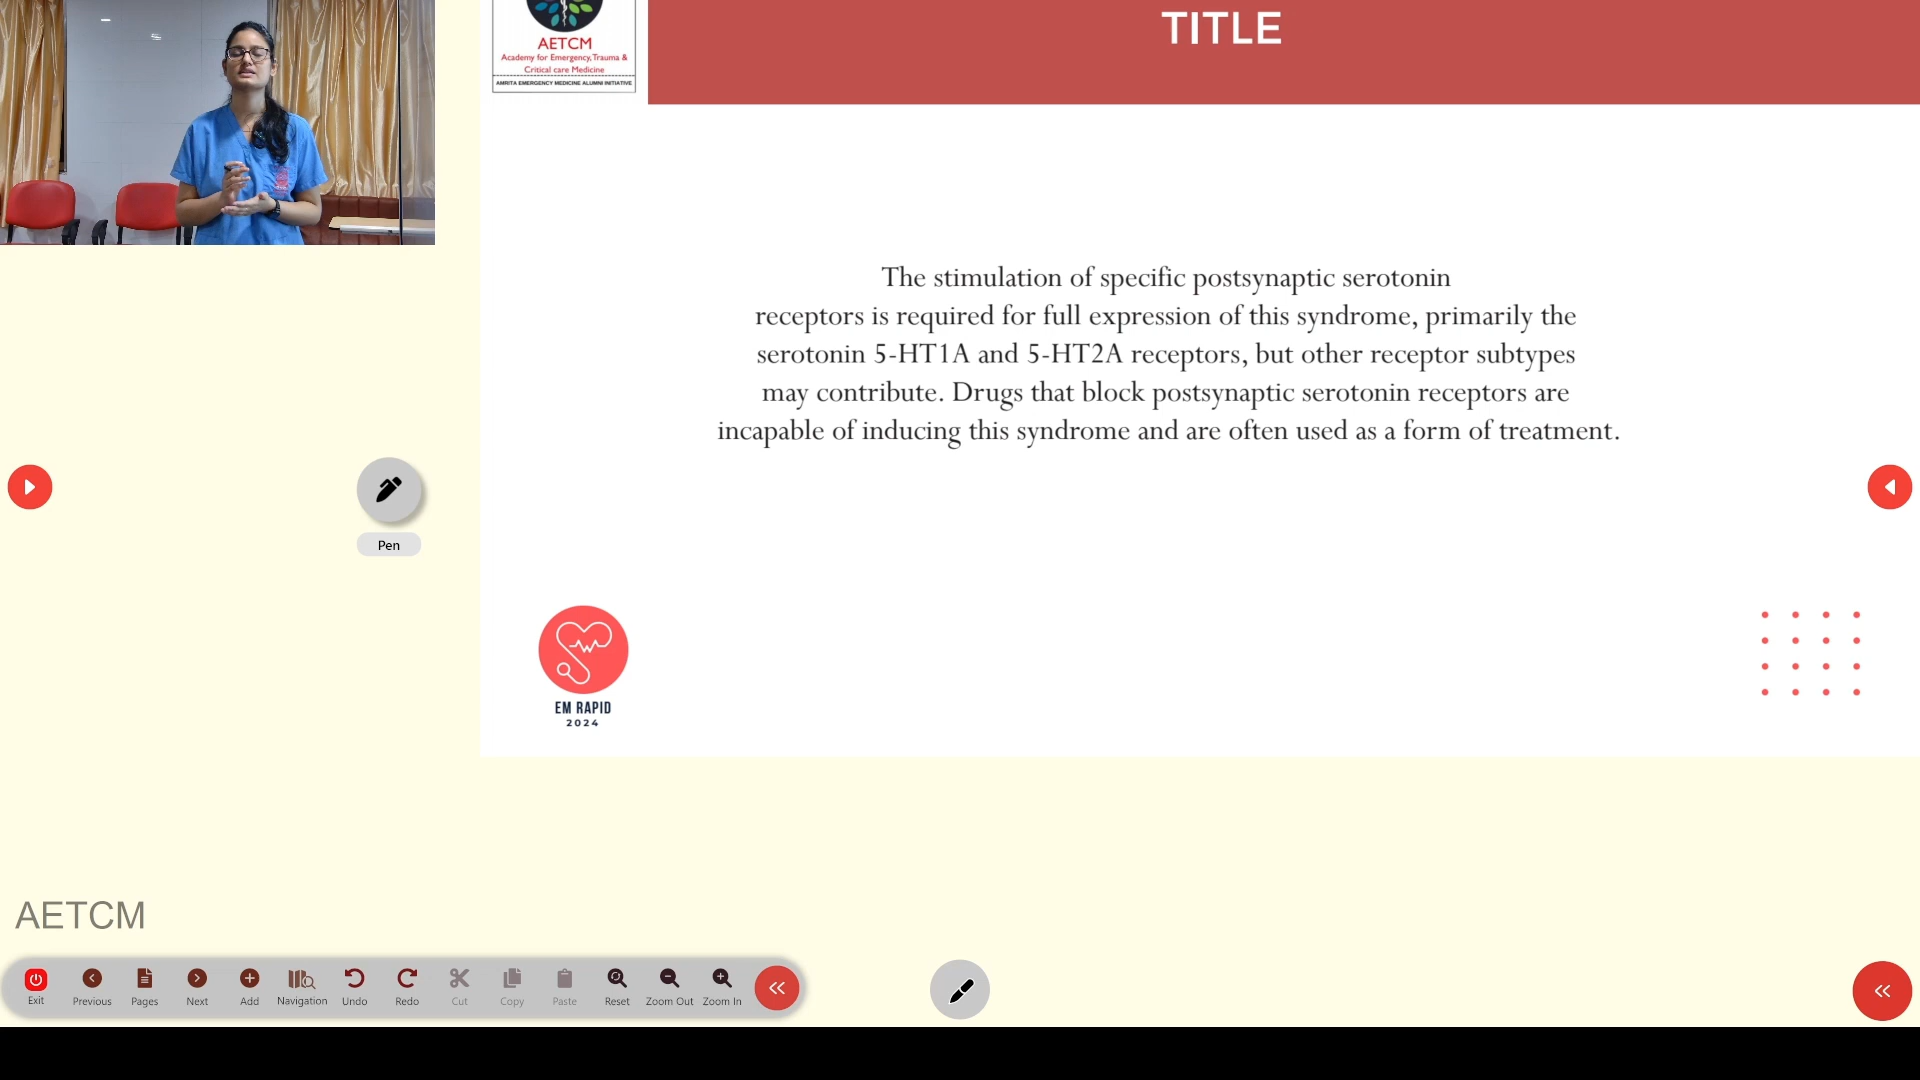 TITLE
AETCM
Academy for Emergency, Trauma &
Critical care Medicine
AMRITA EMERGENCY MEDICINE ALUMNI INITIATIVE
The stimulation of specific postsynaptic serotonin
receptors is required for full expression of this syndrome, primarily the
serotonin 5-HT1A and 5-HT2A receptors, but other receptor subtypes
may contribute. Drugs that block postsynaptic serotonin receptors are
incapable of inducing this syndrome and are often used as a form of treatment.
Pen
EM RAPID
2024
AETCM
Exit Previous Pages Next Add Navigation Undo Redo Cut Copy Paste Reset Zoom Out Zoom In